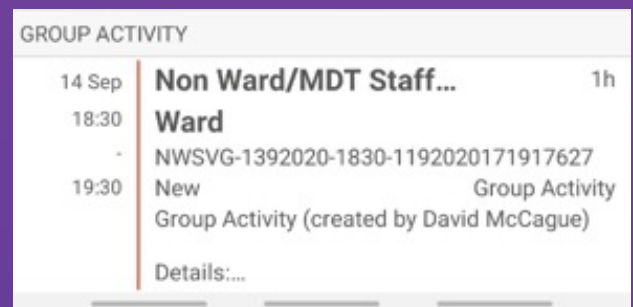 GROUP ACTIVITY
14 Sep Non Ward/MDT Staff... 1h
18:30 Ward
- NWSVG-1392020-1830-1192020171917627
19:30 New Group Activity
Group Activity (created by David McCague)
Details:...